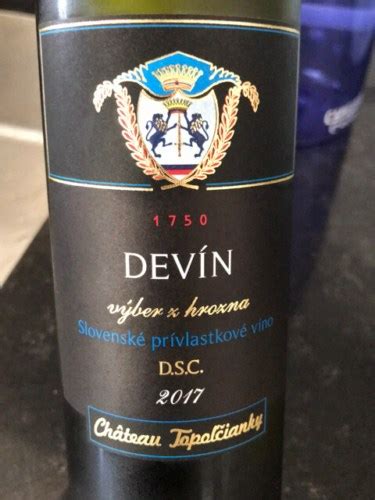 1750
DEVÍN
výber z hrozna
Slovenské prívlastkové víno
D.S.C.
2017
Château Topoľčianky